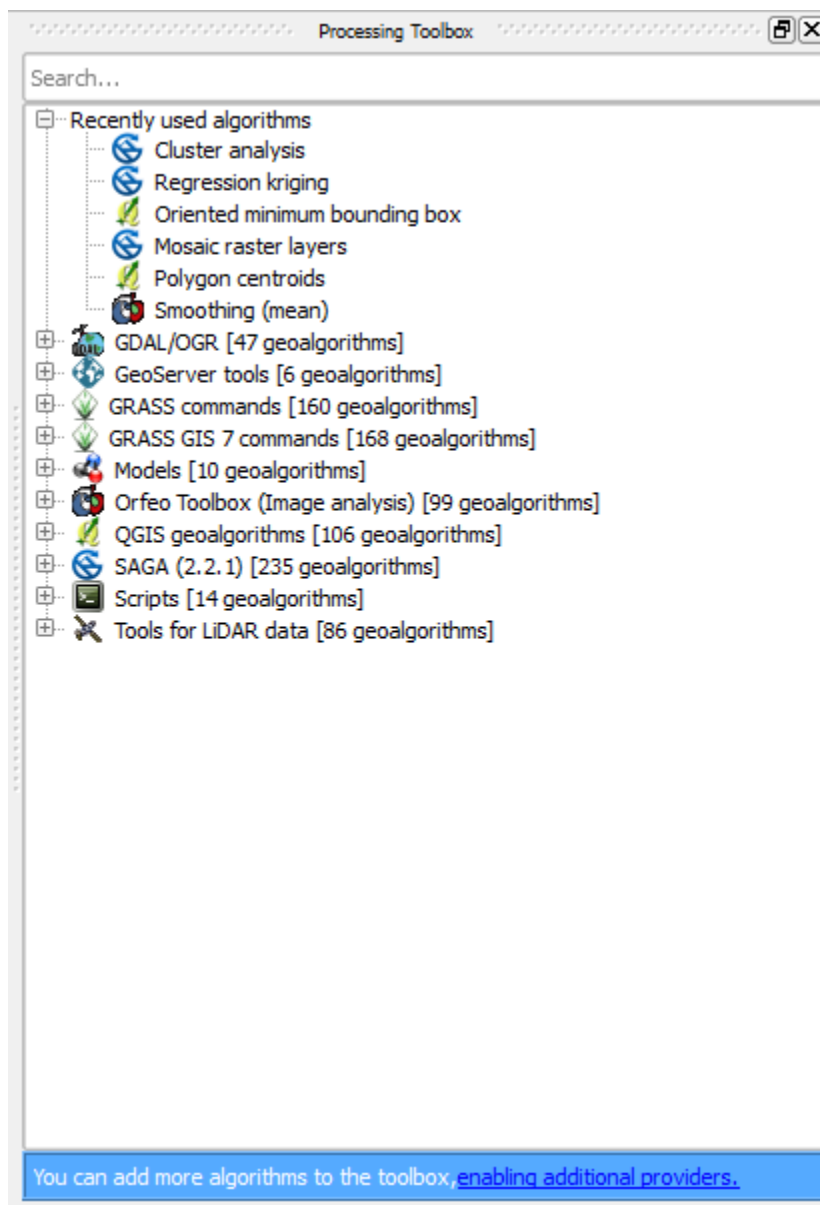 Processing Toolbox
Search...
Recently used algorithms
Cluster analysis
Regression kriging
Oriented minimum bounding box
Mosaic raster layers
Polygon centroids
Smoothing (mean)
GDAL/OGR [47 geoalgorithms]
GeoServer tools [6 geoalgorithms]
GRASS commands [160 geoalgorithms]
GRASS GIS 7 commands [168 geoalgorithms]
Models [10 geoalgorithms]
Orfeo Toolbox (Image analysis) [99 geoalgorithms]
QGIS geoalgorithms [106 geoalgorithms]
SAGA (2.2.1) [235 geoalgorithms]
Scripts [14 geoalgorithms]
Tools for LiDAR data [86 geoalgorithms]
You can add more algorithms to the toolbox,enabling additional providers.